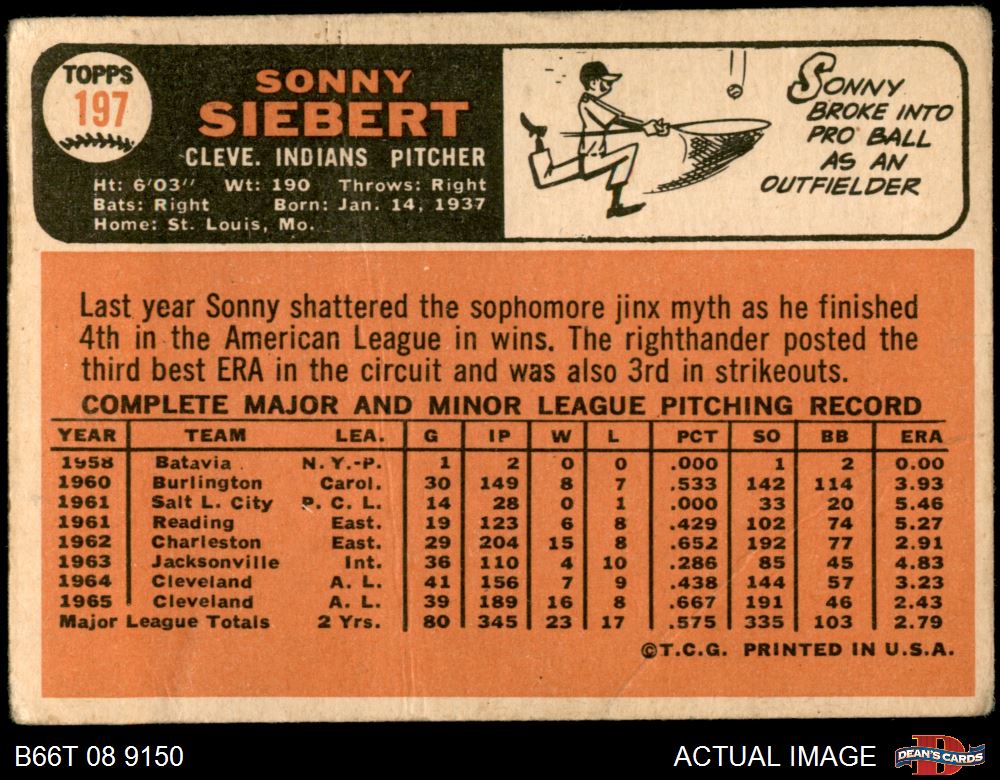 TOPPS
197
SONNY
SIEBERT
CLEVE. INDIANS PITCHER
Ht: 6'03" Wt: 190 Throws: Right
Bats: Right Born: Jan. 14, 1937
Home: St. Louis, Mo.
SONNY
BROKE INTO
PRO BALL
AS AN
OUTFIELDER
Last year Sonny shattered the sophomore jinx myth as he finished
4th in the American League in wins. The righthander posted the
third best ERA in the circuit and was also 3rd in strikeouts.
COMPLETE MAJOR AND MINOR LEAGUE PITCHING RECORD
YEAR TEAM LEA. G IP W L PCT SO BB ERA
1958 Batavia N.Y.-P. 1 2 0 0 .000 1 2 0.00
1960 Burlington Carol. 30 149 8 7 .533 142 114 3.93
1961 Salt L. City P.C.L. 14 28 0 1 .000 33 20 5.46
1961 Reading East. 19 123 6 8 .429 102 74 5.27
1962 Charleston East. 29 204 15 8 .652 192 77 2.91
1963 Jacksonville Int. 36 110 4 10 .286 85 45 4.83
1964 Cleveland A. L. 41 156 7 9 .438 144 57 3.23
1965 Cleveland A. L. 39 189 16 8 .667 191 46 2.43
Major League Totals 2 Yrs. 80 345 23 17 .575 335 103 2.79
©T.C.G. PRINTED IN U.S.A.
B66T 08 9150
ACTUAL IMAGE
D
DEAN'S CARDS